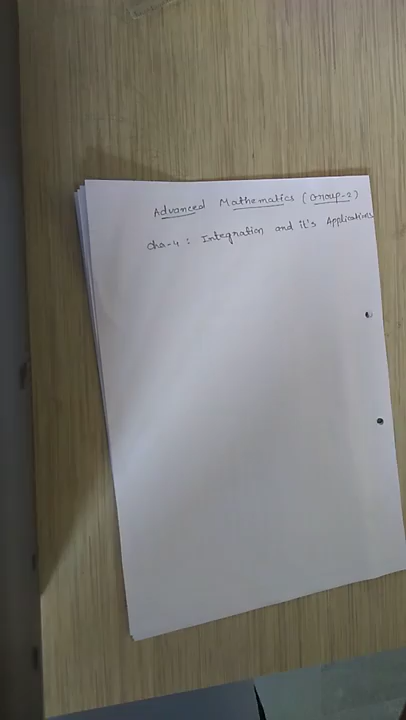 Advanced Mathematics (Group-2)
Cha-4 : Integration and it's Applications